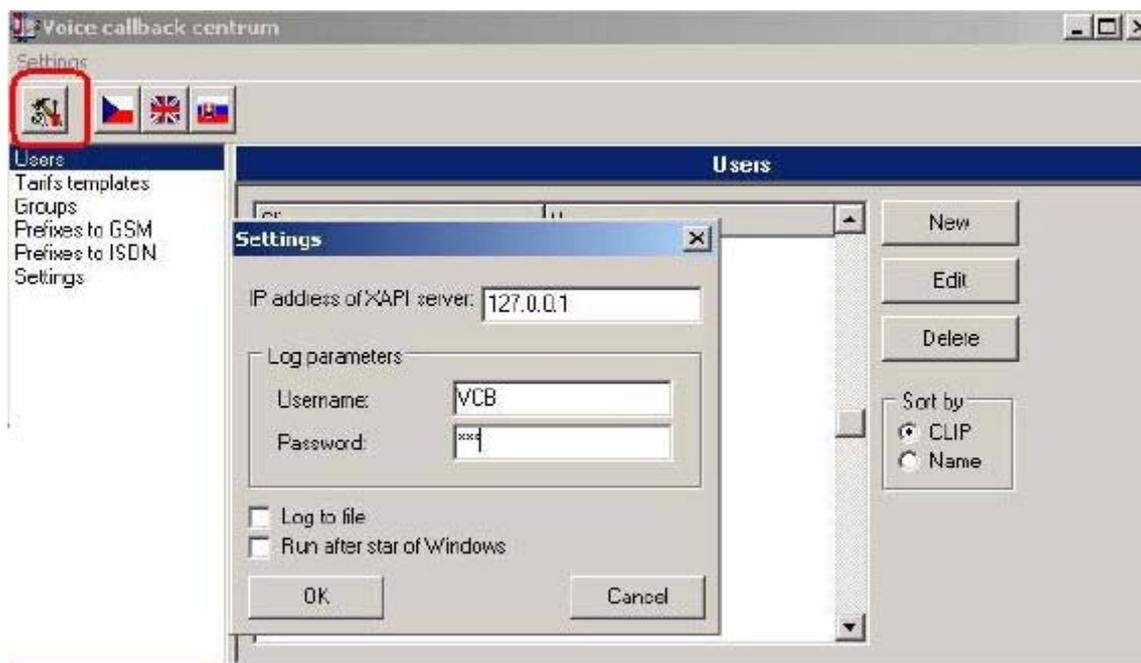 Voice callback centrum
Settings
Users
Tarifs templates
Groups
Prefixes to GSM
Prefixes to ISDN
Settings
Users
New
Edit
Delete
Sort by
CLIP
Name
Settings
IP address of XAPI server:
127.0.0.1
Log parameters
Username:
VCB
Password:
***
Log to file
Run after star of Windows
OK
Cancel